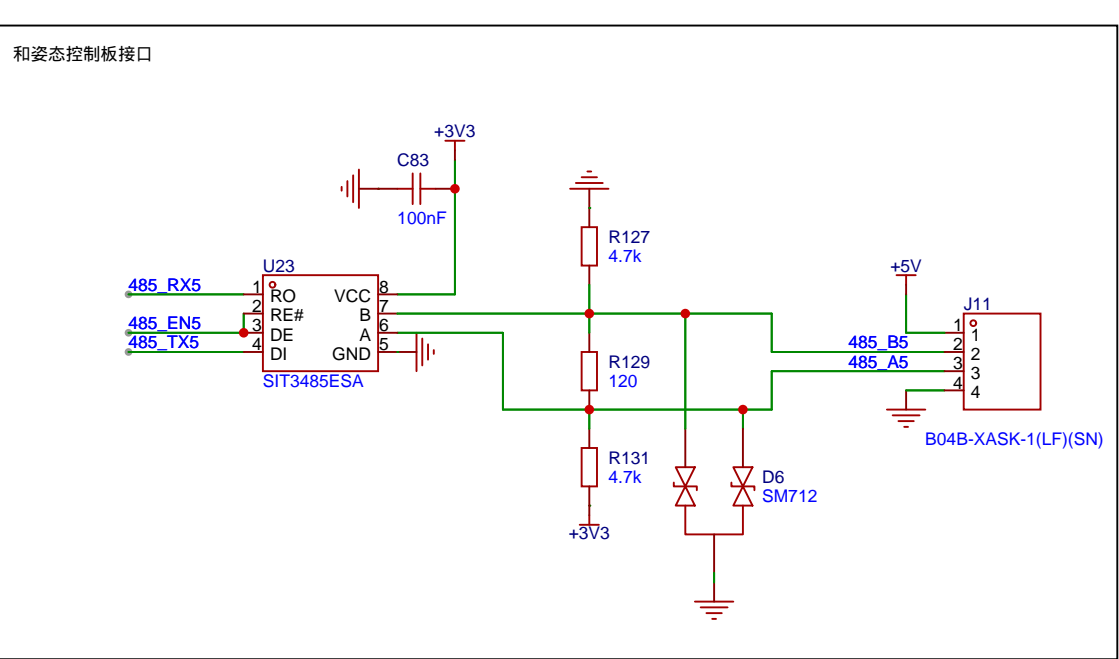 和姿态控制板接口
+3V3
C83
100nF
R127
4.7k
+5V
U23
J11
485_RX5
1
RO
VCC
8
2
RE#
B
7
485_EN5
3
DE
A
6
485_TX5
4
DI
GND
5
SIT3485ESA
R129
120
485_B5
485_A5
1
1
2
2
3
3
4
4
B04B-XASK-1(LF)(SN)
R131
4.7k
+3V3
D6
SM712